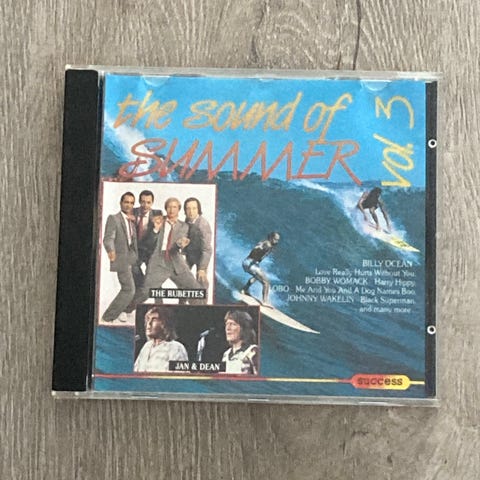 the sound of
SUMMER
vol. 3
THE RUBETTES
JAN & DEAN
BILLY OCEAN
Love Really Hurts Without You,
BOBBY WOMACK · Harry Hippy,
LOBO · Me And You And A Dog Names Boo,
JOHNNY WAKELIN · Black Superman,
and many more...
success